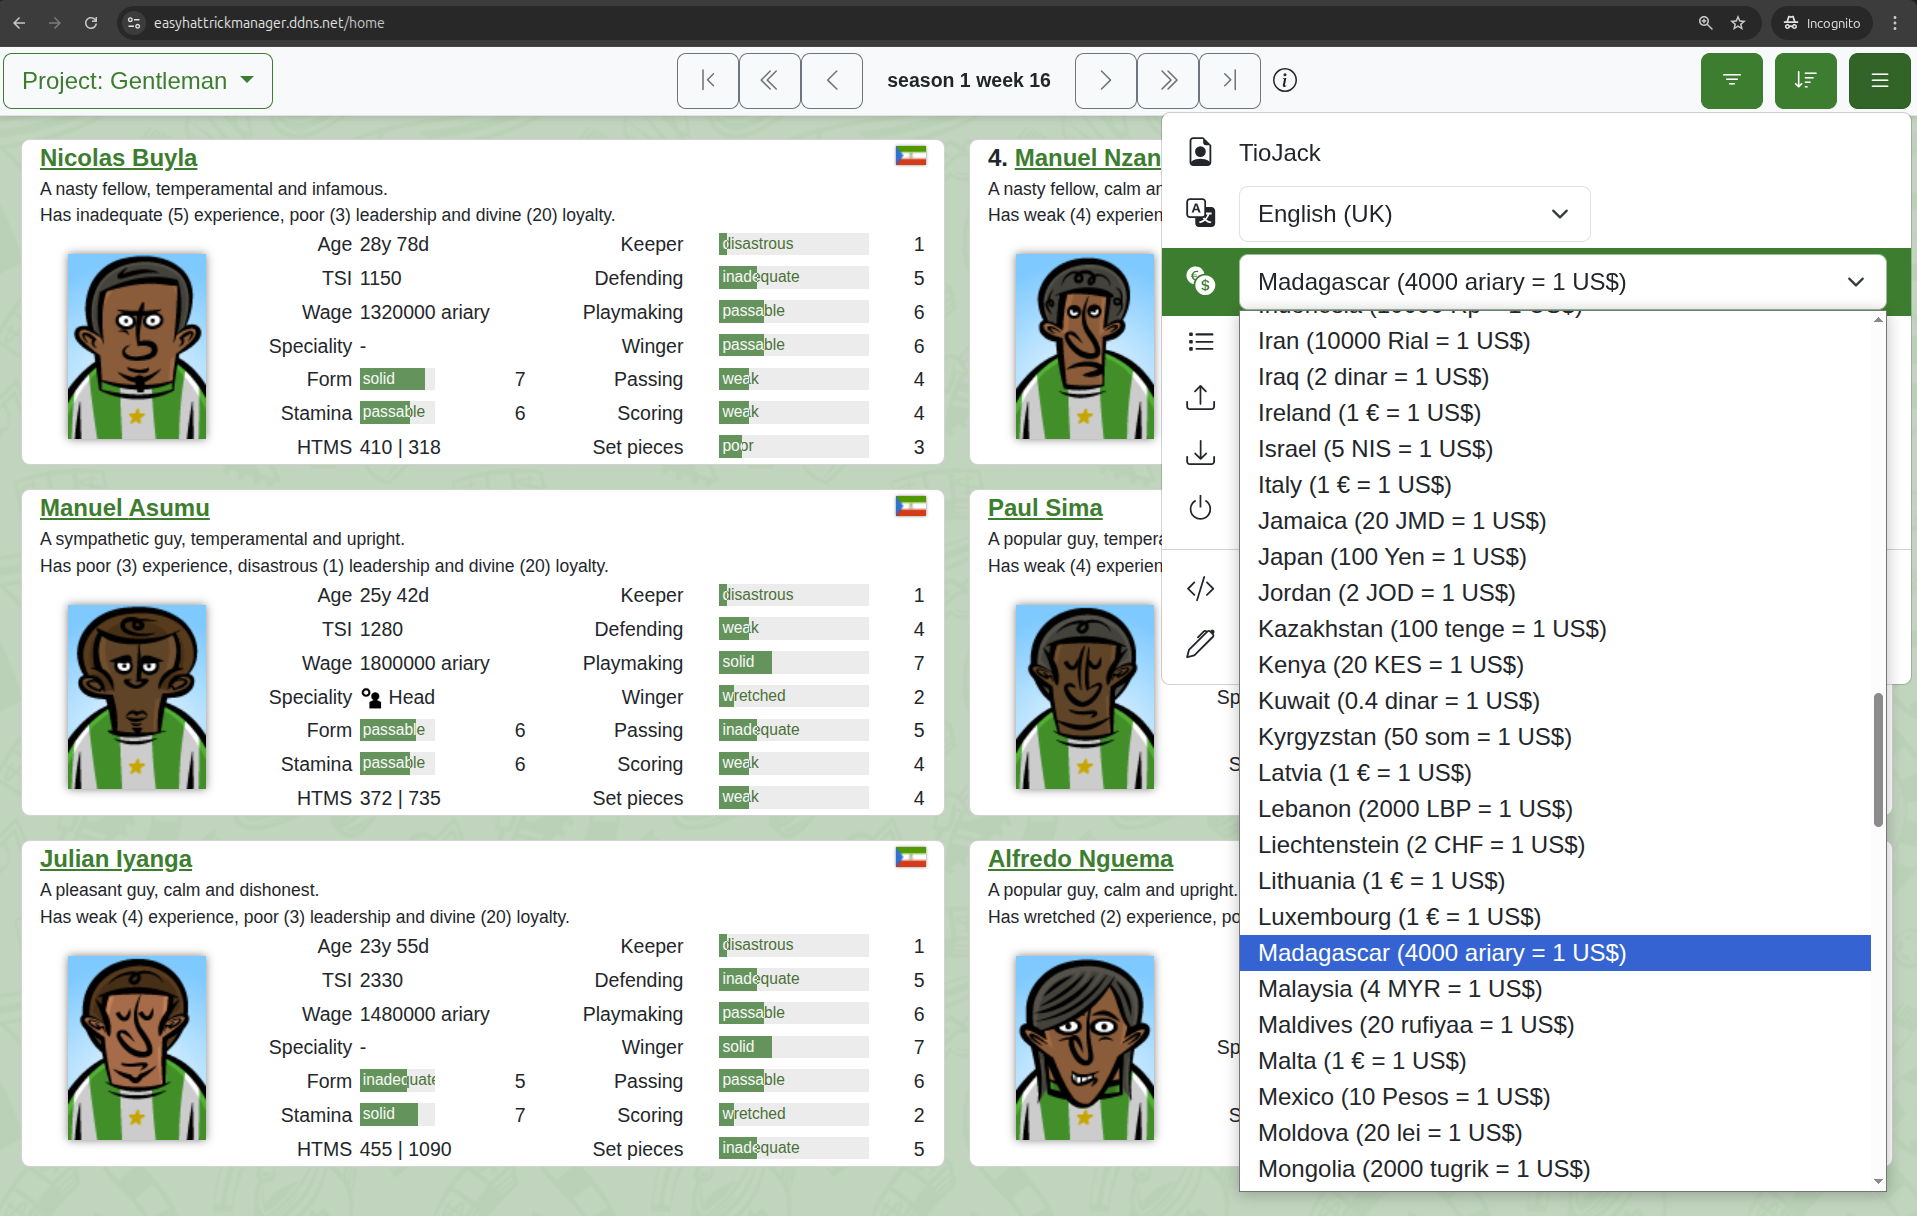 easyhattrickmanager.ddns.net/home
Incognito
Project: Gentleman
season 1 week 16
Nicolas Buyla
A nasty fellow, temperamental and infamous.
Has inadequate (5) experience, poor (3) leadership and divine (20) loyalty.
Age 28y 78d Keeper disastrous 1
TSI 1150 Defending inadequate 5
Wage 1320000 ariary Playmaking passable 6
Speciality - Winger passable 6
Form solid 7 Passing weak 4
Stamina passable 6 Scoring weak 4
HTMS 410 | 318 Set pieces poor 3
Manuel Asumu
A sympathetic guy, temperamental and upright.
Has poor (3) experience, disastrous (1) leadership and divine (20) loyalty.
Age 25y 42d Keeper disastrous 1
TSI 1280 Defending weak 4
Wage 1800000 ariary Playmaking solid 7
Speciality Head Winger wretched 2
Form passable 6 Passing inadequate 5
Stamina passable 6 Scoring weak 4
HTMS 372 | 735 Set pieces weak 4
Julian Iyanga
A pleasant guy, calm and dishonest.
Has weak (4) experience, poor (3) leadership and divine (20) loyalty.
Age 23y 55d Keeper disastrous 1
TSI 2330 Defending inadequate 5
Wage 1480000 ariary Playmaking passable 6
Speciality - Winger solid 7
Form inadequate 5 Passing passable 6
Stamina solid 7 Scoring wretched 2
HTMS 455 | 1090 Set pieces inadequate 5
4. Manuel Nzan
A nasty fellow, calm an
Has weak (4) experien
Paul Sima
A popular guy, tempera
Has weak (4) experien
Sp
S
Alfredo Nguema
A popular guy, calm and upright.
Has wretched (2) experience, po
Sp
S
TioJack
English (UK)
Madagascar (4000 ariary = 1 US$)
Iran (10000 Rial = 1 US$)
Iraq (2 dinar = 1 US$)
Ireland (1 € = 1 US$)
Israel (5 NIS = 1 US$)
Italy (1 € = 1 US$)
Jamaica (20 JMD = 1 US$)
Japan (100 Yen = 1 US$)
Jordan (2 JOD = 1 US$)
Kazakhstan (100 tenge = 1 US$)
Kenya (20 KES = 1 US$)
Kuwait (0.4 dinar = 1 US$)
Kyrgyzstan (50 som = 1 US$)
Latvia (1 € = 1 US$)
Lebanon (2000 LBP = 1 US$)
Liechtenstein (2 CHF = 1 US$)
Lithuania (1 € = 1 US$)
Luxembourg (1 € = 1 US$)
Madagascar (4000 ariary = 1 US$)
Malaysia (4 MYR = 1 US$)
Maldives (20 rufiyaa = 1 US$)
Malta (1 € = 1 US$)
Mexico (10 Pesos = 1 US$)
Moldova (20 lei = 1 US$)
Mongolia (2000 tugrik = 1 US$)